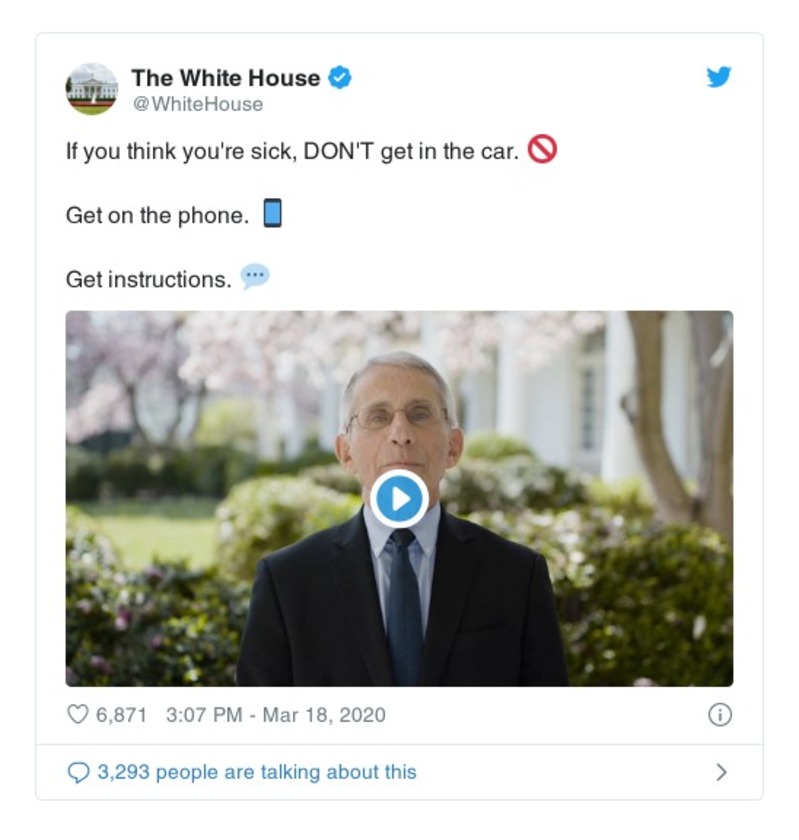 The White House
@WhiteHouse
If you think you're sick, DON'T get in the car. 🚫
Get on the phone. 📱
Get instructions. 💬
6,871 3:07 PM - Mar 18, 2020
3,293 people are talking about this